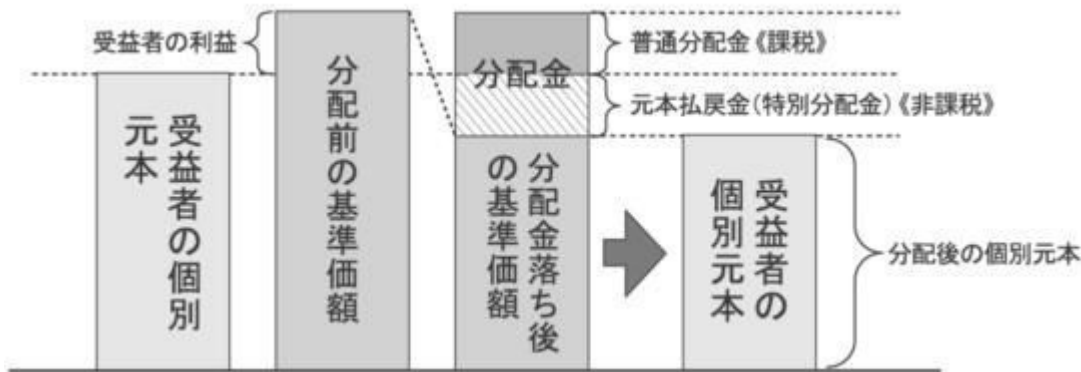 受益者の利益
受益者の個別
元本
分配前の基準価額
分配金
分配金落ち後
の基準価額
普通分配金《課税》
元本払戻金(特別分配金)《非課税》
受益者の
個別元本
分配後の個別元本